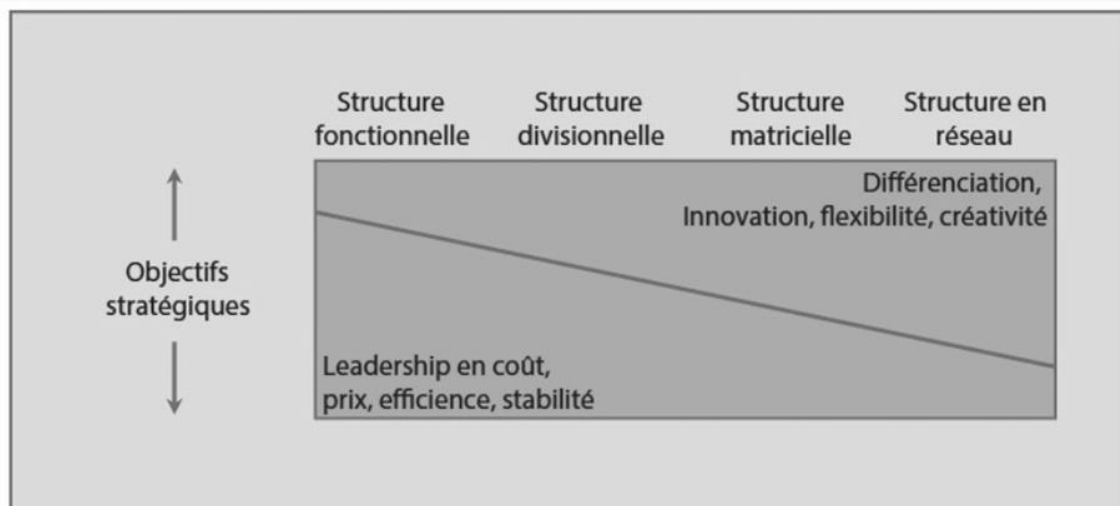 Structure
fonctionnelle
Structure
divisionnelle
Structure
matricielle
Structure en
réseau
Différenciation,
Innovation, flexibilité, créativité
Objectifs
stratégiques
Leadership en coût,
prix, efficience, stabilité